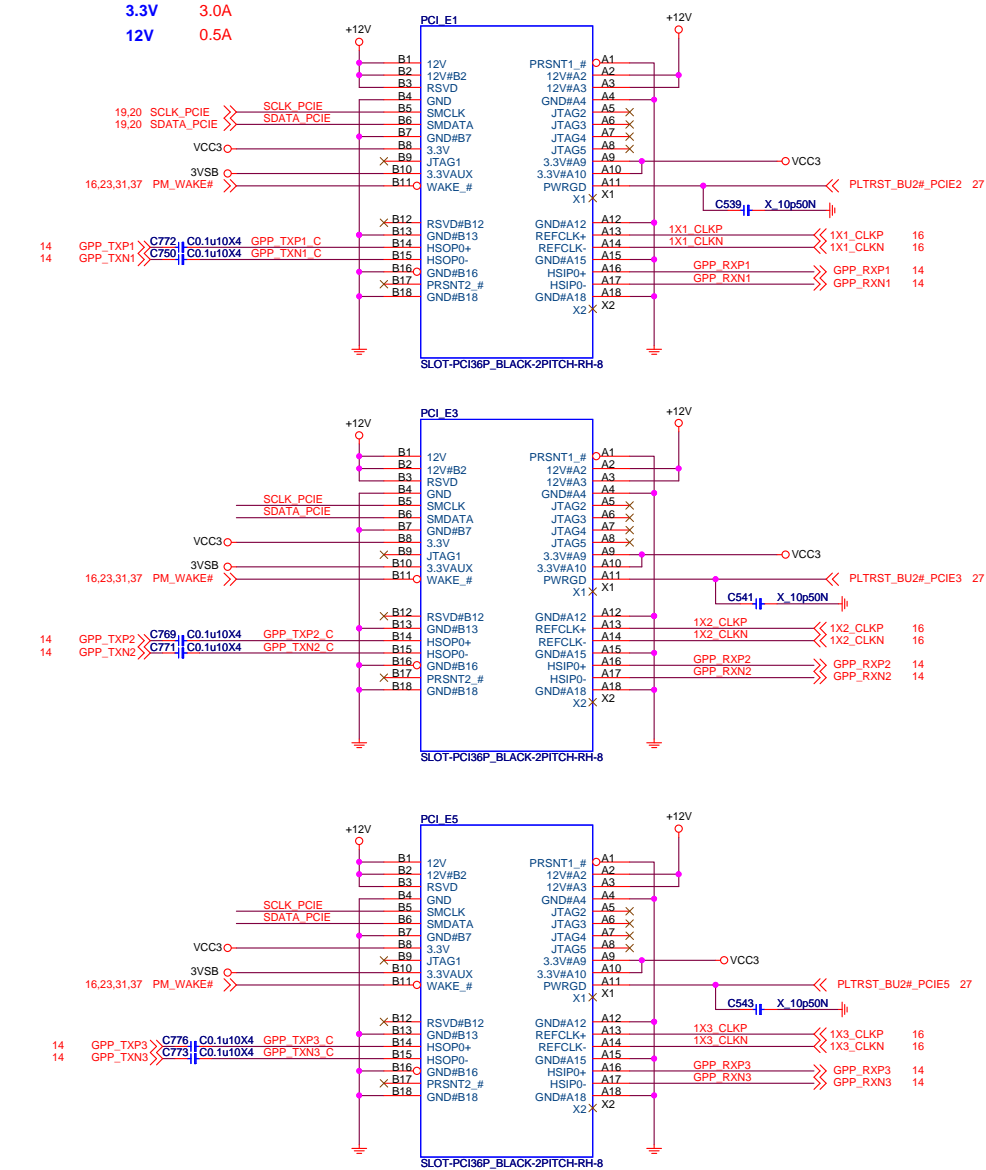 3.3V 3.0A
12V 0.5A
PCI_E1
+12V +12V
B1 12V PRSNT1_# A1
B2 12V#B2 12V#A2 A2
B3 RSVD 12V#A3 A3
B4 GND GND#A4 A4
19,20 SCLK_PCIE SCLK_PCIE B5 SMCLK JTAG2 A5
19,20 SDATA_PCIE SDATA_PCIE B6 SMDATA JTAG3 A6
B7 GND#B7 JTAG4 A7
VCC3 B8 3.3V JTAG5 A8
B9 JTAG1 3.3V#A9 A9 VCC3
3VSB B10 3.3VAUX 3.3V#A10 A10
16,23,31,37 PM_WAKE# B11 WAKE_# PWRGD A11 PLTRST_BU2#_PCIE2 27
X1 X1
C539 X_10p50N
B12 RSVD#B12 GND#A12 A12
B13 GND#B13 REFCLK+ A13 1X1_CLKP 1X1_CLKP 16
14 GPP_TXP1 C772 C0.1u10X4 GPP_TXP1_C B14 HSOP0+ REFCLK- A14 1X1_CLKN 1X1_CLKN 16
14 GPP_TXN1 C750 C0.1u10X4 GPP_TXN1_C B15 HSOP0- GND#A15 A15
B16 GND#B16 HSIP0+ A16 GPP_RXP1 GPP_RXP1 14
B17 PRSNT2_# HSIP0- A17 GPP_RXN1 GPP_RXN1 14
B18 GND#B18 GND#A18 A18
X2 X2
SLOT-PCI36P_BLACK-2PITCH-RH-8
PCI_E3
+12V +12V
B1 12V PRSNT1_# A1
B2 12V#B2 12V#A2 A2
B3 RSVD 12V#A3 A3
B4 GND GND#A4 A4
SCLK_PCIE B5 SMCLK JTAG2 A5
SDATA_PCIE B6 SMDATA JTAG3 A6
B7 GND#B7 JTAG4 A7
VCC3 B8 3.3V JTAG5 A8
B9 JTAG1 3.3V#A9 A9 VCC3
3VSB B10 3.3VAUX 3.3V#A10 A10
16,23,31,37 PM_WAKE# B11 WAKE_# PWRGD A11 PLTRST_BU2#_PCIE3 27
X1 X1
C541 X_10p50N
B12 RSVD#B12 GND#A12 A12
B13 GND#B13 REFCLK+ A13 1X2_CLKP 1X2_CLKP 16
14 GPP_TXP2 C769 C0.1u10X4 GPP_TXP2_C B14 HSOP0+ REFCLK- A14 1X2_CLKN 1X2_CLKN 16
14 GPP_TXN2 C771 C0.1u10X4 GPP_TXN2_C B15 HSOP0- GND#A15 A15
B16 GND#B16 HSIP0+ A16 GPP_RXP2 GPP_RXP2 14
B17 PRSNT2_# HSIP0- A17 GPP_RXN2 GPP_RXN2 14
B18 GND#B18 GND#A18 A18
X2 X2
SLOT-PCI36P_BLACK-2PITCH-RH-8
PCI_E5
+12V +12V
B1 12V PRSNT1_# A1
B2 12V#B2 12V#A2 A2
B3 RSVD 12V#A3 A3
B4 GND GND#A4 A4
SCLK_PCIE B5 SMCLK JTAG2 A5
SDATA_PCIE B6 SMDATA JTAG3 A6
B7 GND#B7 JTAG4 A7
VCC3 B8 3.3V JTAG5 A8
B9 JTAG1 3.3V#A9 A9 VCC3
3VSB B10 3.3VAUX 3.3V#A10 A10
16,23,31,37 PM_WAKE# B11 WAKE_# PWRGD A11 PLTRST_BU2#_PCIE5 27
X1 X1
C543 X_10p50N
B12 RSVD#B12 GND#A12 A12
B13 GND#B13 REFCLK+ A13 1X3_CLKP 1X3_CLKP 16
14 GPP_TXP3 C776 C0.1u10X4 GPP_TXP3_C B14 HSOP0+ REFCLK- A14 1X3_CLKN 1X3_CLKN 16
14 GPP_TXN3 C773 C0.1u10X4 GPP_TXN3_C B15 HSOP0- GND#A15 A15
B16 GND#B16 HSIP0+ A16 GPP_RXP3 GPP_RXP3 14
B17 PRSNT2_# HSIP0- A17 GPP_RXN3 GPP_RXN3 14
B18 GND#B18 GND#A18 A18
X2 X2
SLOT-PCI36P_BLACK-2PITCH-RH-8